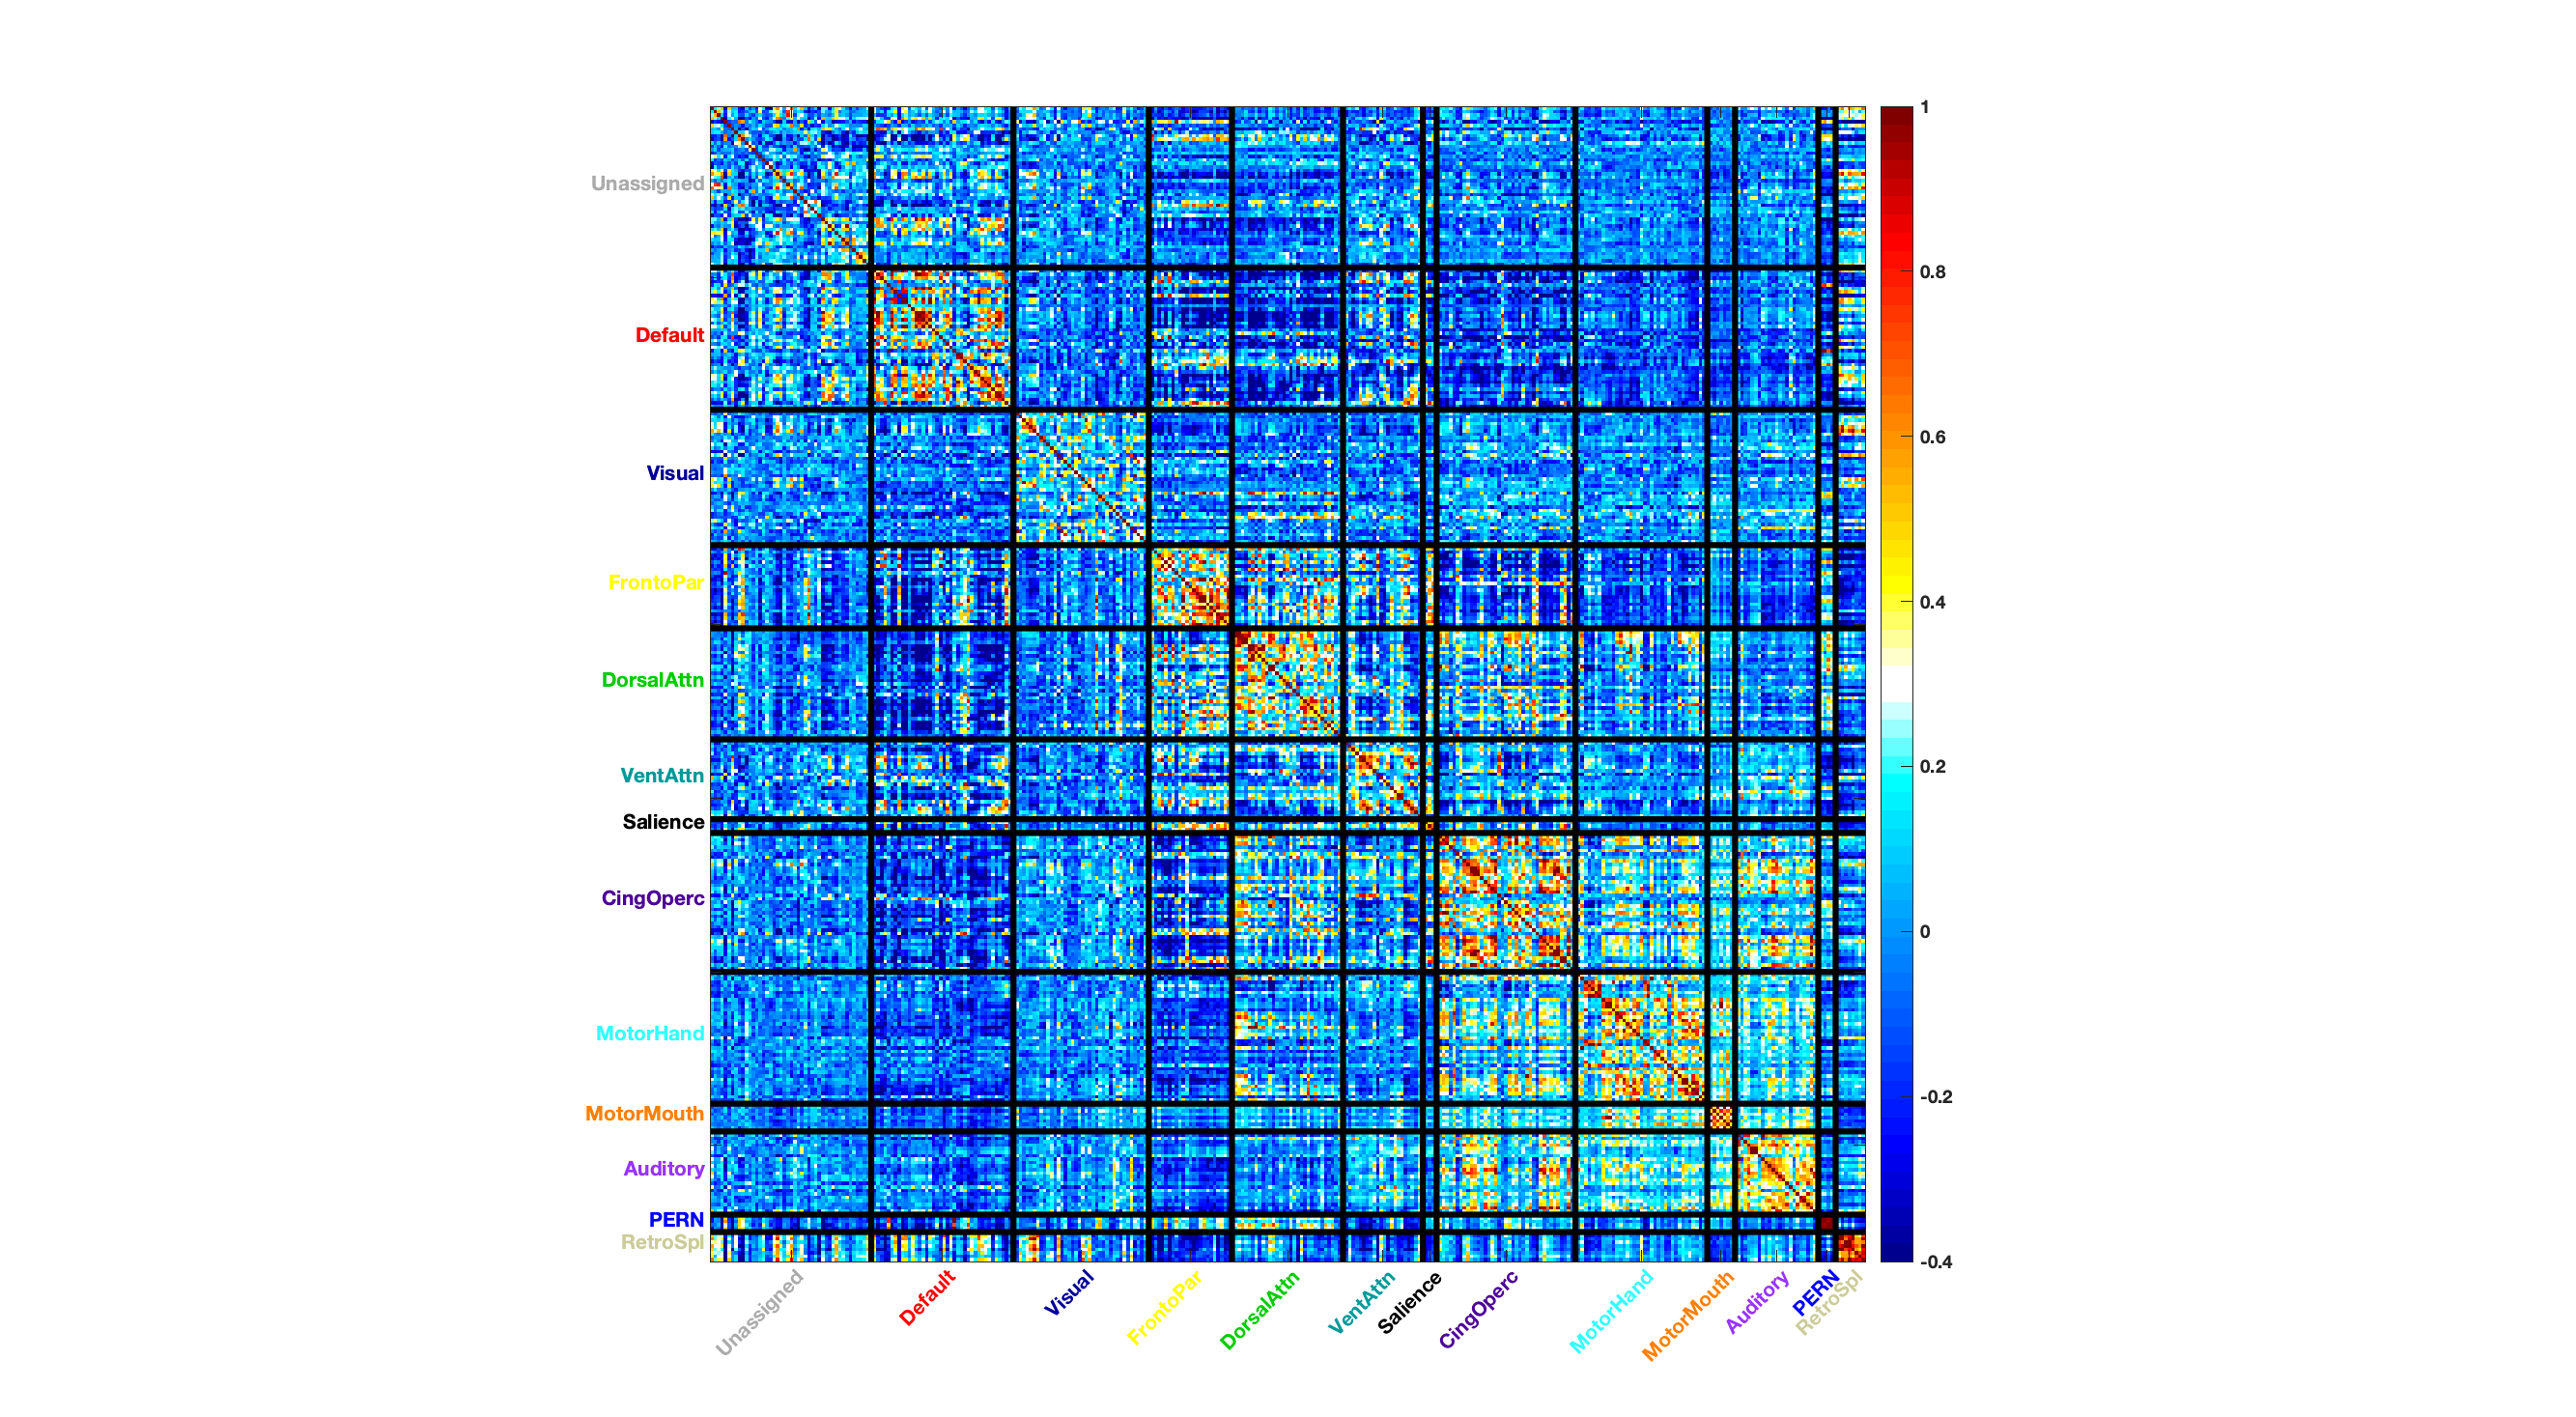 Unassigned
Default
Visual
FrontoPar
DorsalAttn
VentAttn
Salience
CingOperc
MotorHand
MotorMouth
Auditory
PERN
RetroSpl
Unassigned
Default
Visual
FrontoPar
DorsalAttn
VentAttn
Salience
CingOperc
MotorHand
MotorMouth
Auditory
PERN
RetroSpl
1
0.8
0.6
0.4
0.2
0
-0.2
-0.4